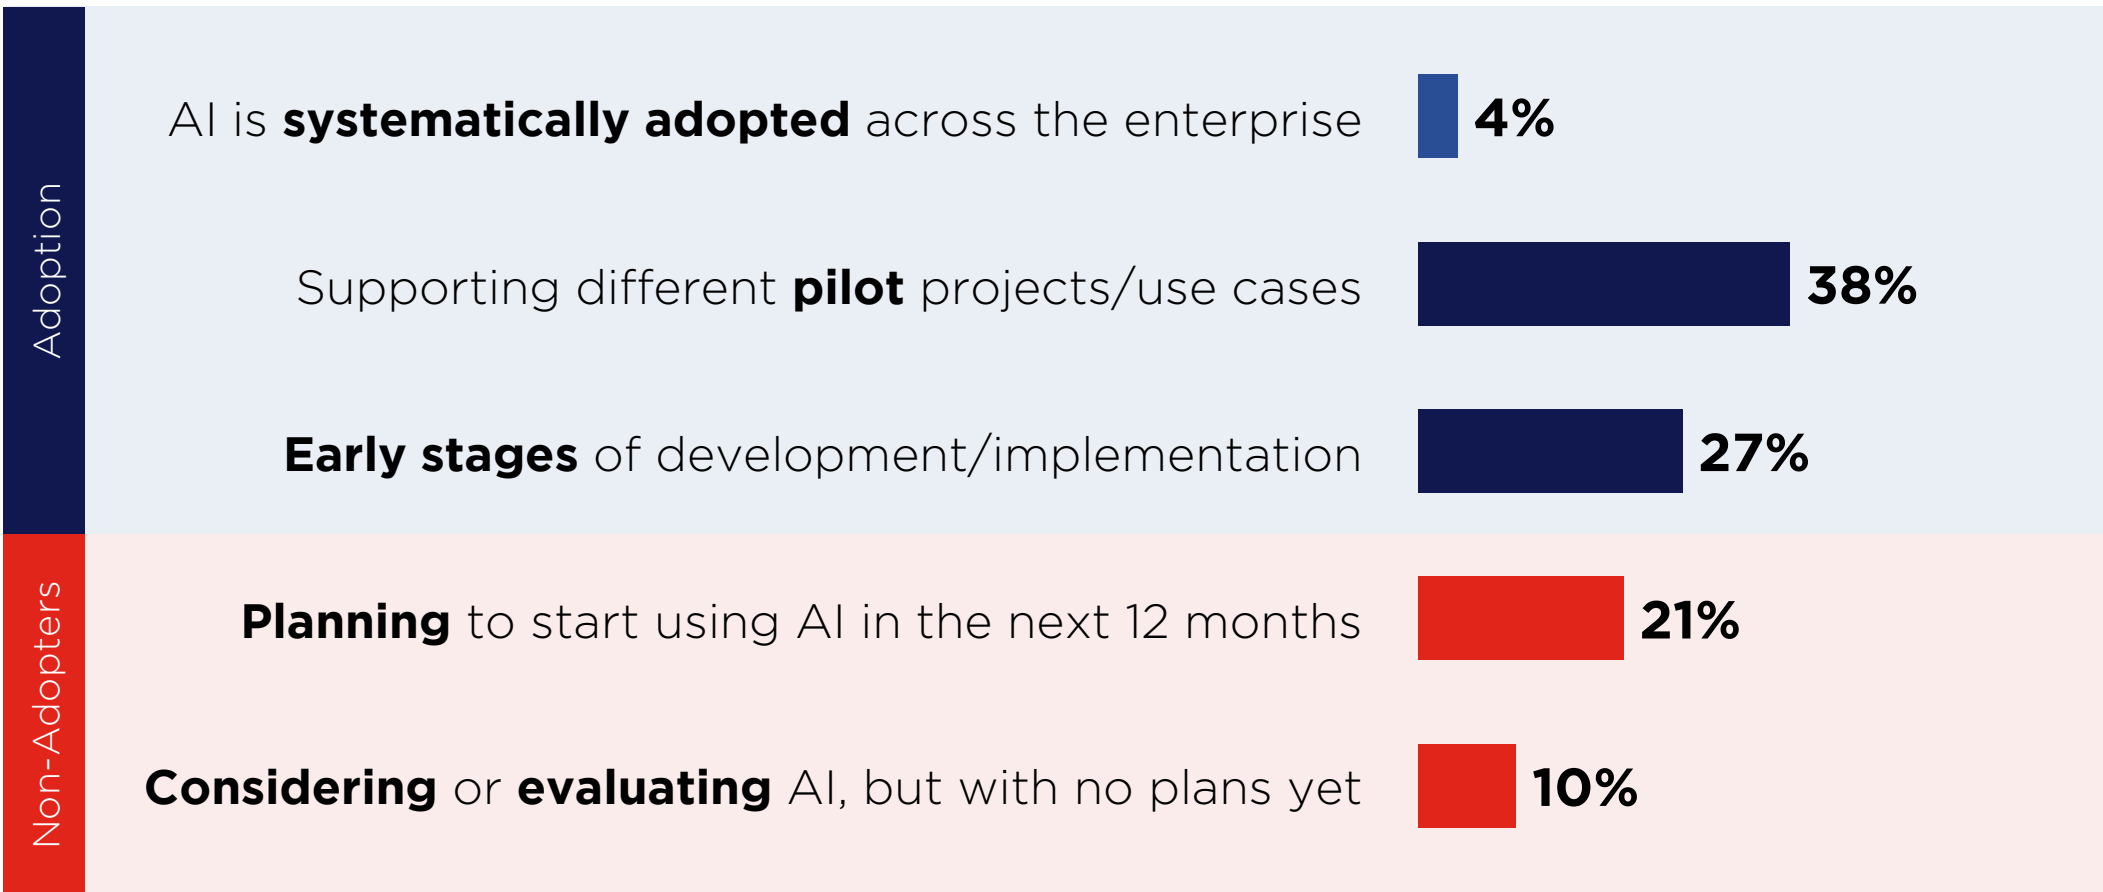 Adoption
AI is systematically adopted across the enterprise 4%
Supporting different pilot projects/use cases 38%
Early stages of development/implementation 27%
Non-Adopters
Planning to start using AI in the next 12 months 21%
Considering or evaluating AI, but with no plans yet 10%